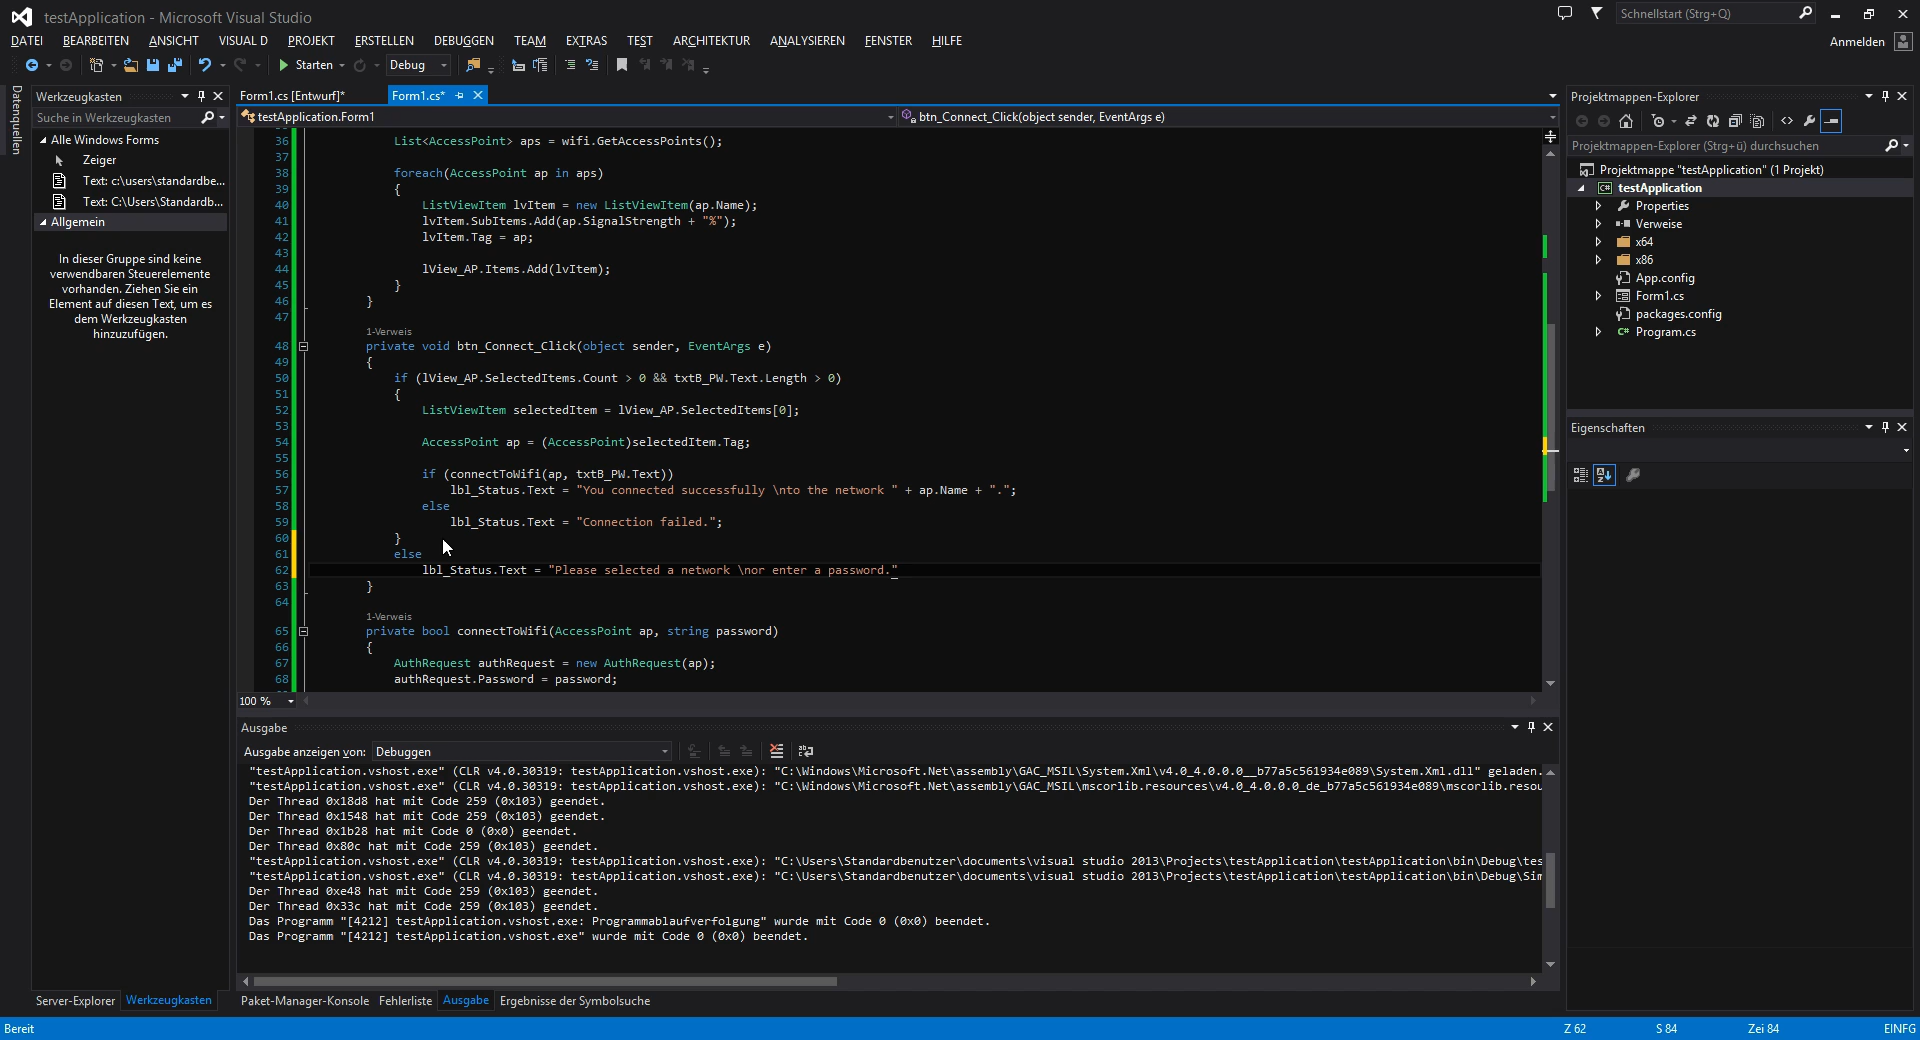 testApplication - Microsoft Visual Studio
Schnellstart (Strg+Q)
DATEI BEARBEITEN ANSICHT VISUAL D PROJEKT ERSTELLEN DEBUGGEN TEAM EXTRAS TEST ARCHITEKTUR ANALYSIEREN FENSTER HILFE
Anmelden
Starten Debug
Datenquellen
Werkzeugkasten
Suche in Werkzeugkasten
Alle Windows Forms
Zeiger
Text: c:\users\standardbe...
Text: C:\Users\Standardb...
Allgemein
In dieser Gruppe sind keine
verwendbaren Steuerelemente
vorhanden. Ziehen Sie ein
Element auf diesen Text, um es
dem Werkzeugkasten
hinzuzufügen.
Server-Explorer Werkzeugkasten
Form1.cs [Entwurf]* Form1.cs*
testApplication.Form1 btn_Connect_Click(object sender, EventArgs e)
36 List<AccessPoint> aps = wifi.GetAccessPoints();
37
38 foreach(AccessPoint ap in aps)
39 {
40 ListViewItem lvItem = new ListViewItem(ap.Name);
41 lvItem.SubItems.Add(ap.SignalStrength + "%");
42 lvItem.Tag = ap;
43
44 lView_AP.Items.Add(lvItem);
45 }
46 }
47
1-Verweis
48 private void btn_Connect_Click(object sender, EventArgs e)
49 {
50 if (lView_AP.SelectedItems.Count > 0 && txtB_PW.Text.Length > 0)
51 {
52 ListViewItem selectedItem = lView_AP.SelectedItems[0];
53
54 AccessPoint ap = (AccessPoint)selectedItem.Tag;
55
56 if (connectToWifi(ap, txtB_PW.Text))
57 lbl_Status.Text = "You connected successfully \nto the network " + ap.Name + ".";
58 else
59 lbl_Status.Text = "Connection failed.";
60 }
61 else
62 lbl_Status.Text = "Please selected a network \nor enter a password."
63 }
64
1-Verweis
65 private bool connectToWifi(AccessPoint ap, string password)
66 {
67 AuthRequest authRequest = new AuthRequest(ap);
68 authRequest.Password = password;
100 %
Ausgabe
Ausgabe anzeigen von: Debuggen
"testApplication.vshost.exe" (CLR v4.0.30319: testApplication.vshost.exe): "C:\Windows\Microsoft.Net\assembly\GAC_MSIL\System.Xml\v4.0_4.0.0.0__b77a5c561934e089\System.Xml.dll" geladen.
"testApplication.vshost.exe" (CLR v4.0.30319: testApplication.vshost.exe): "C:\Windows\Microsoft.Net\assembly\GAC_MSIL\mscorlib.resources\v4.0_4.0.0.0_de_b77a5c561934e089\mscorlib.resou
Der Thread 0x18d8 hat mit Code 259 (0x103) geendet.
Der Thread 0x1548 hat mit Code 259 (0x103) geendet.
Der Thread 0x1b28 hat mit Code 0 (0x0) geendet.
Der Thread 0x80c hat mit Code 259 (0x103) geendet.
"testApplication.vshost.exe" (CLR v4.0.30319: testApplication.vshost.exe): "C:\Users\Standardbenutzer\documents\visual studio 2013\Projects\testApplication\testApplication\bin\Debug\tes
"testApplication.vshost.exe" (CLR v4.0.30319: testApplication.vshost.exe): "C:\Users\Standardbenutzer\documents\visual studio 2013\Projects\testApplication\testApplication\bin\Debug\Sim
Der Thread 0xe48 hat mit Code 259 (0x103) geendet.
Der Thread 0x33c hat mit Code 259 (0x103) geendet.
Das Programm "[4212] testApplication.vshost.exe: Programmablaufverfolgung" wurde mit Code 0 (0x0) beendet.
Das Programm "[4212] testApplication.vshost.exe" wurde mit Code 0 (0x0) beendet.
Paket-Manager-Konsole Fehlerliste Ausgabe Ergebnisse der Symbolsuche
Projektmappen-Explorer
Projektmappen-Explorer (Strg+ü) durchsuchen
Projektmappe "testApplication" (1 Projekt)
testApplication
Properties
Verweise
x64
x86
App.config
Form1.cs
packages.config
Program.cs
Eigenschaften
Bereit Z 62 S 84 Zei 84 EINFG